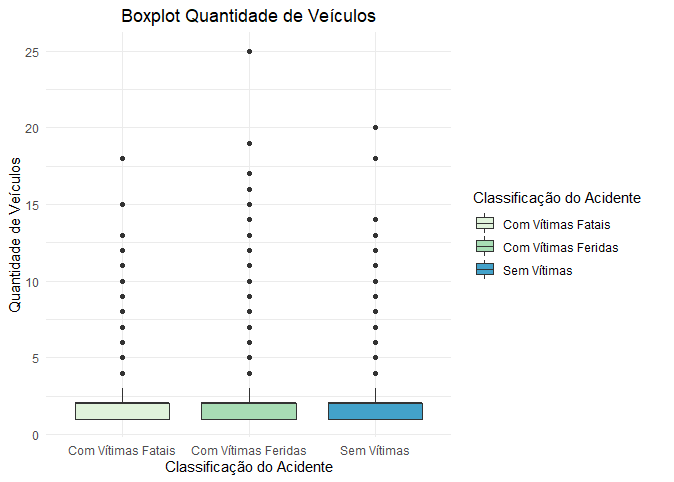 Boxplot Quantidade de Veículos
Quantidade de Veículos
25
20
15
10
5
0
Com Vítimas Fatais
Com Vítimas Feridas
Sem Vítimas
Classificação do Acidente
Classificação do Acidente
Com Vítimas Fatais
Com Vítimas Feridas
Sem Vítimas